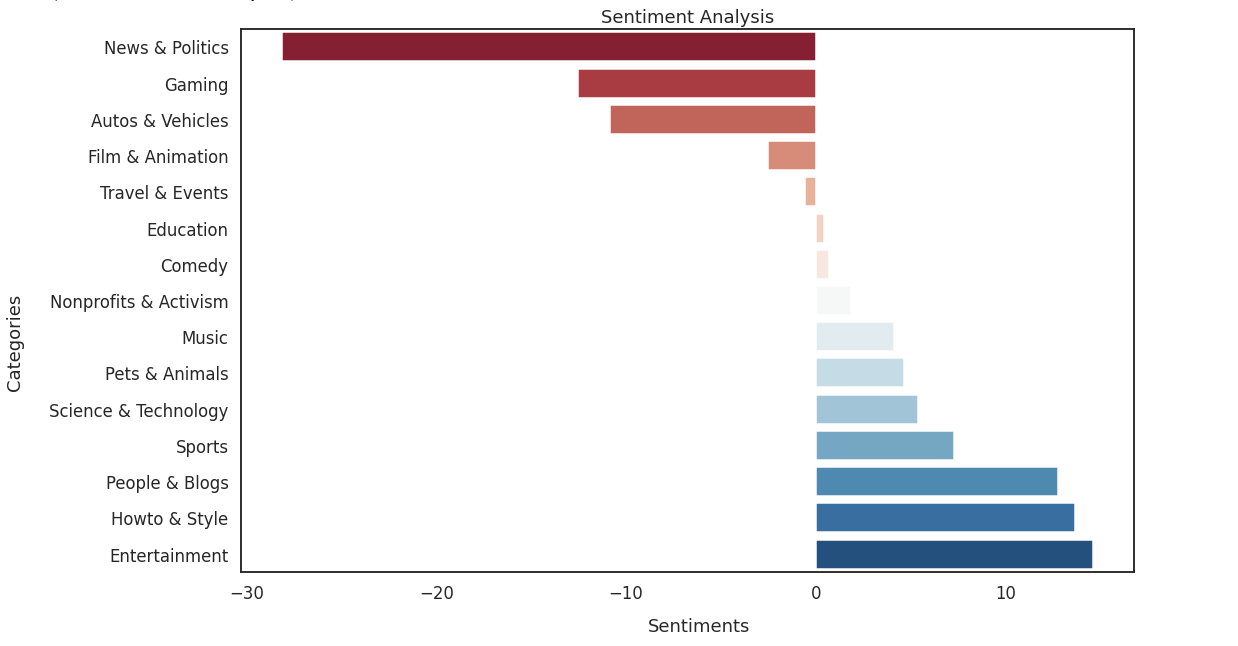 Sentiment Analysis
News & Politics
Gaming
Autos & Vehicles
Film & Animation
Travel & Events
Education
Comedy
Nonprofits & Activism
Music
Pets & Animals
Science & Technology
Sports
People & Blogs
Howto & Style
Entertainment
Categories
−30 −20 −10 0 10
Sentiments